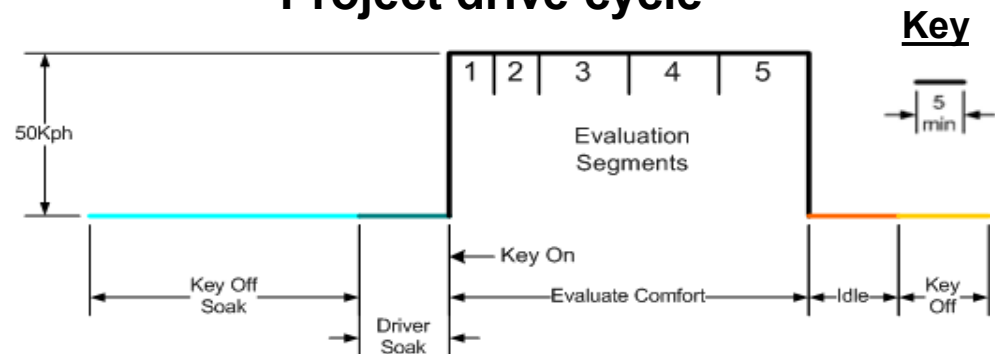 Project drive cycle
Key
1 2 3 4 5
5
min
50Kph
Evaluation
Segments
Key On
Key Off
Soak
Evaluate Comfort
Idle
Key
Off
Driver
Soak